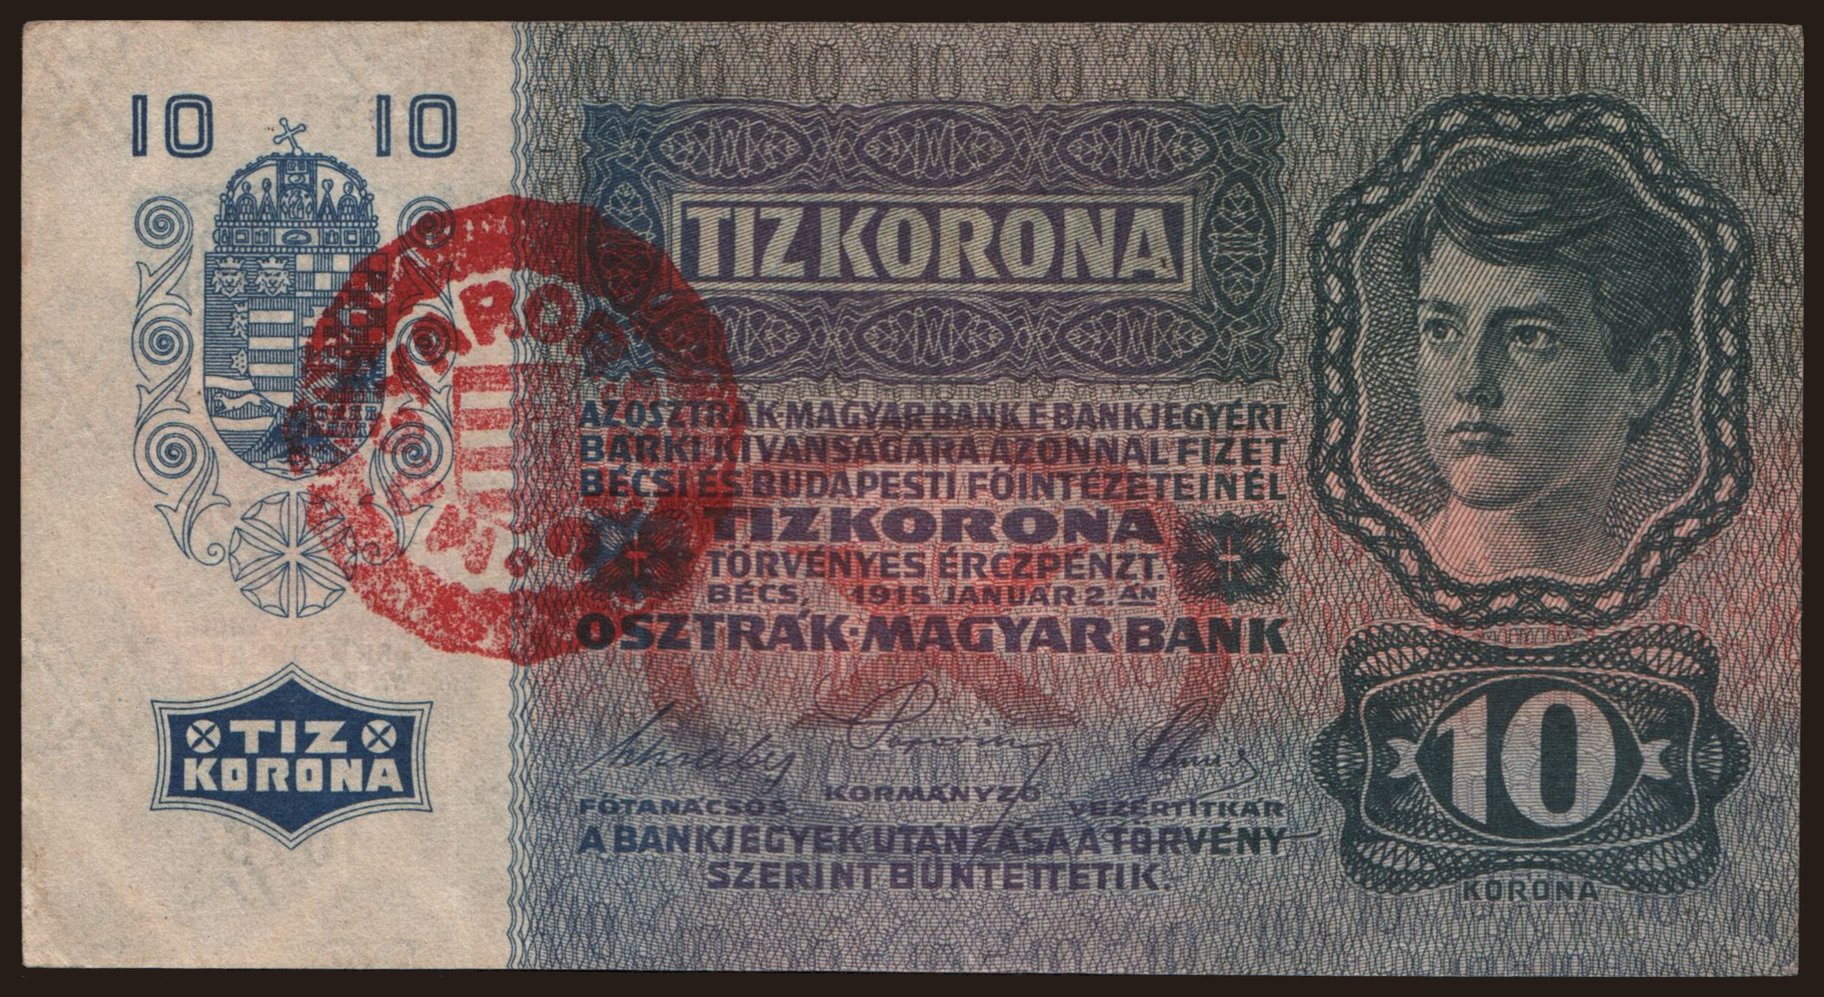 10 10
TIZ KORONA
AZ OSZTRÁK-MAGYAR BANK E BANKJEGYÉRT
BÁRKI KÍVÁNSÁGÁRA AZONNAL FIZET
BÉCSI ÉS BUDAPESTI FŐINTÉZETEINÉL
TIZ KORONA
TÖRVÉNYES ÉRCZPÉNZT.
BÉCS, 1915 JANUÁR 2.ÁN
OSZTRÁK-MAGYAR BANK
FŐTANÁCSOS KORMÁNYZÓ VEZÉRTITKÁR
A BANKJEGYEK UTÁNZÁSA A TÖRVÉNY
SZERINT BÜNTETTETIK.
TIZ
KORONA
10
KORONA